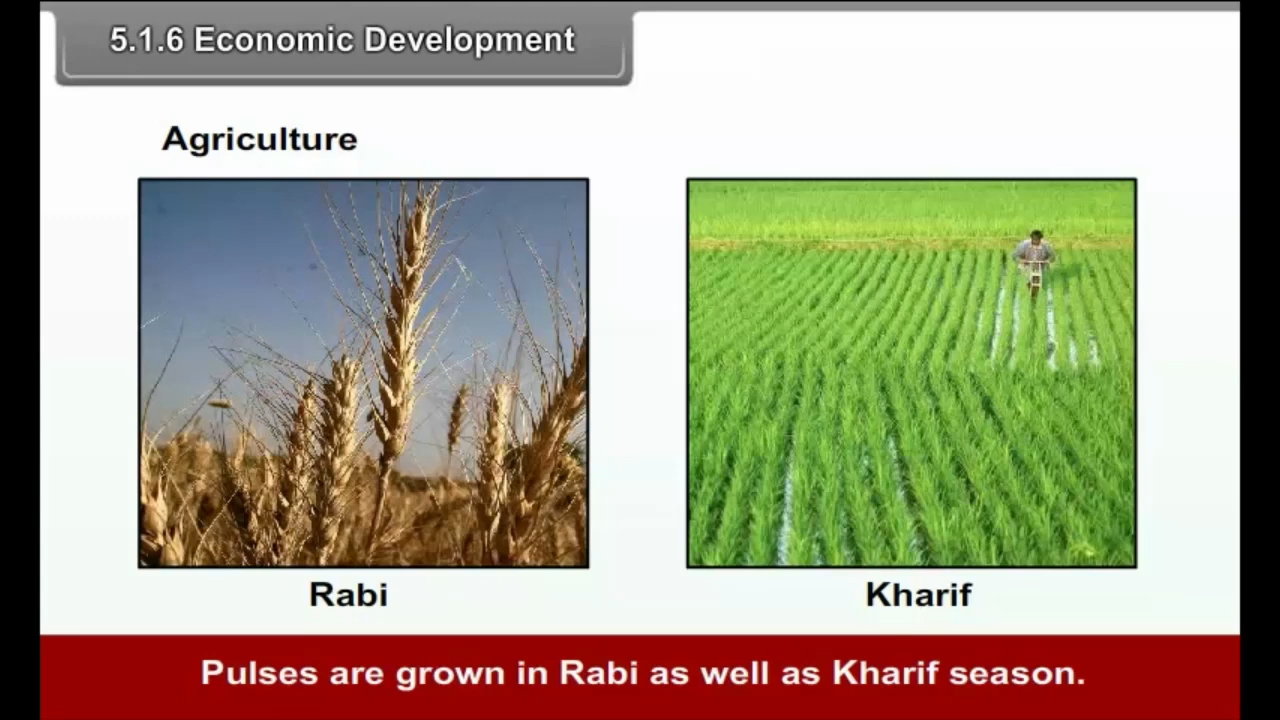 5.1.6 Economic Development
Agriculture
Rabi
Kharif
Pulses are grown in Rabi as well as Kharif season.